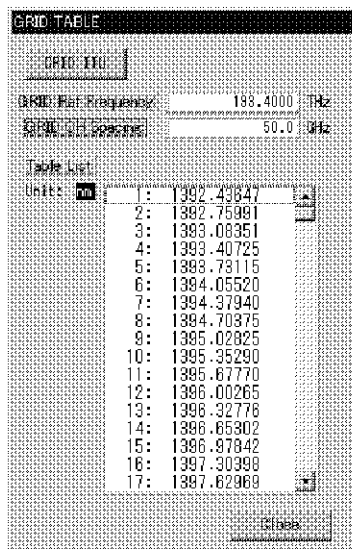 GRID TABLE
GRID ITU
GRID Ref Frequency: 193.4000 THz
GRID CH Spacing: 50.0 GHz
Table List
Unit: nm
1: 1392.43647
2: 1392.75991
3: 1393.08351
4: 1393.40725
5: 1393.73115
6: 1394.05520
7: 1394.37940
8: 1394.70375
9: 1395.02825
10: 1395.35290
11: 1395.67770
12: 1396.00265
13: 1396.32776
14: 1396.65302
15: 1396.97842
16: 1397.30398
17: 1397.62969
Close